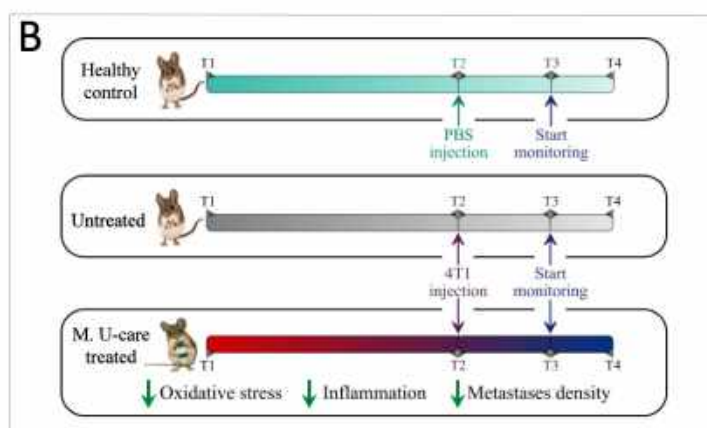 B
T1 T2 T3 T4
Healthy
control
PBS
injection
Start
monitoring
T1 T2 T3 T4
Untreated
4T1
injection
Start
monitoring
M. U-care
treated
T1 T2 T3 T4
Oxidative stress Inflammation Metastases density